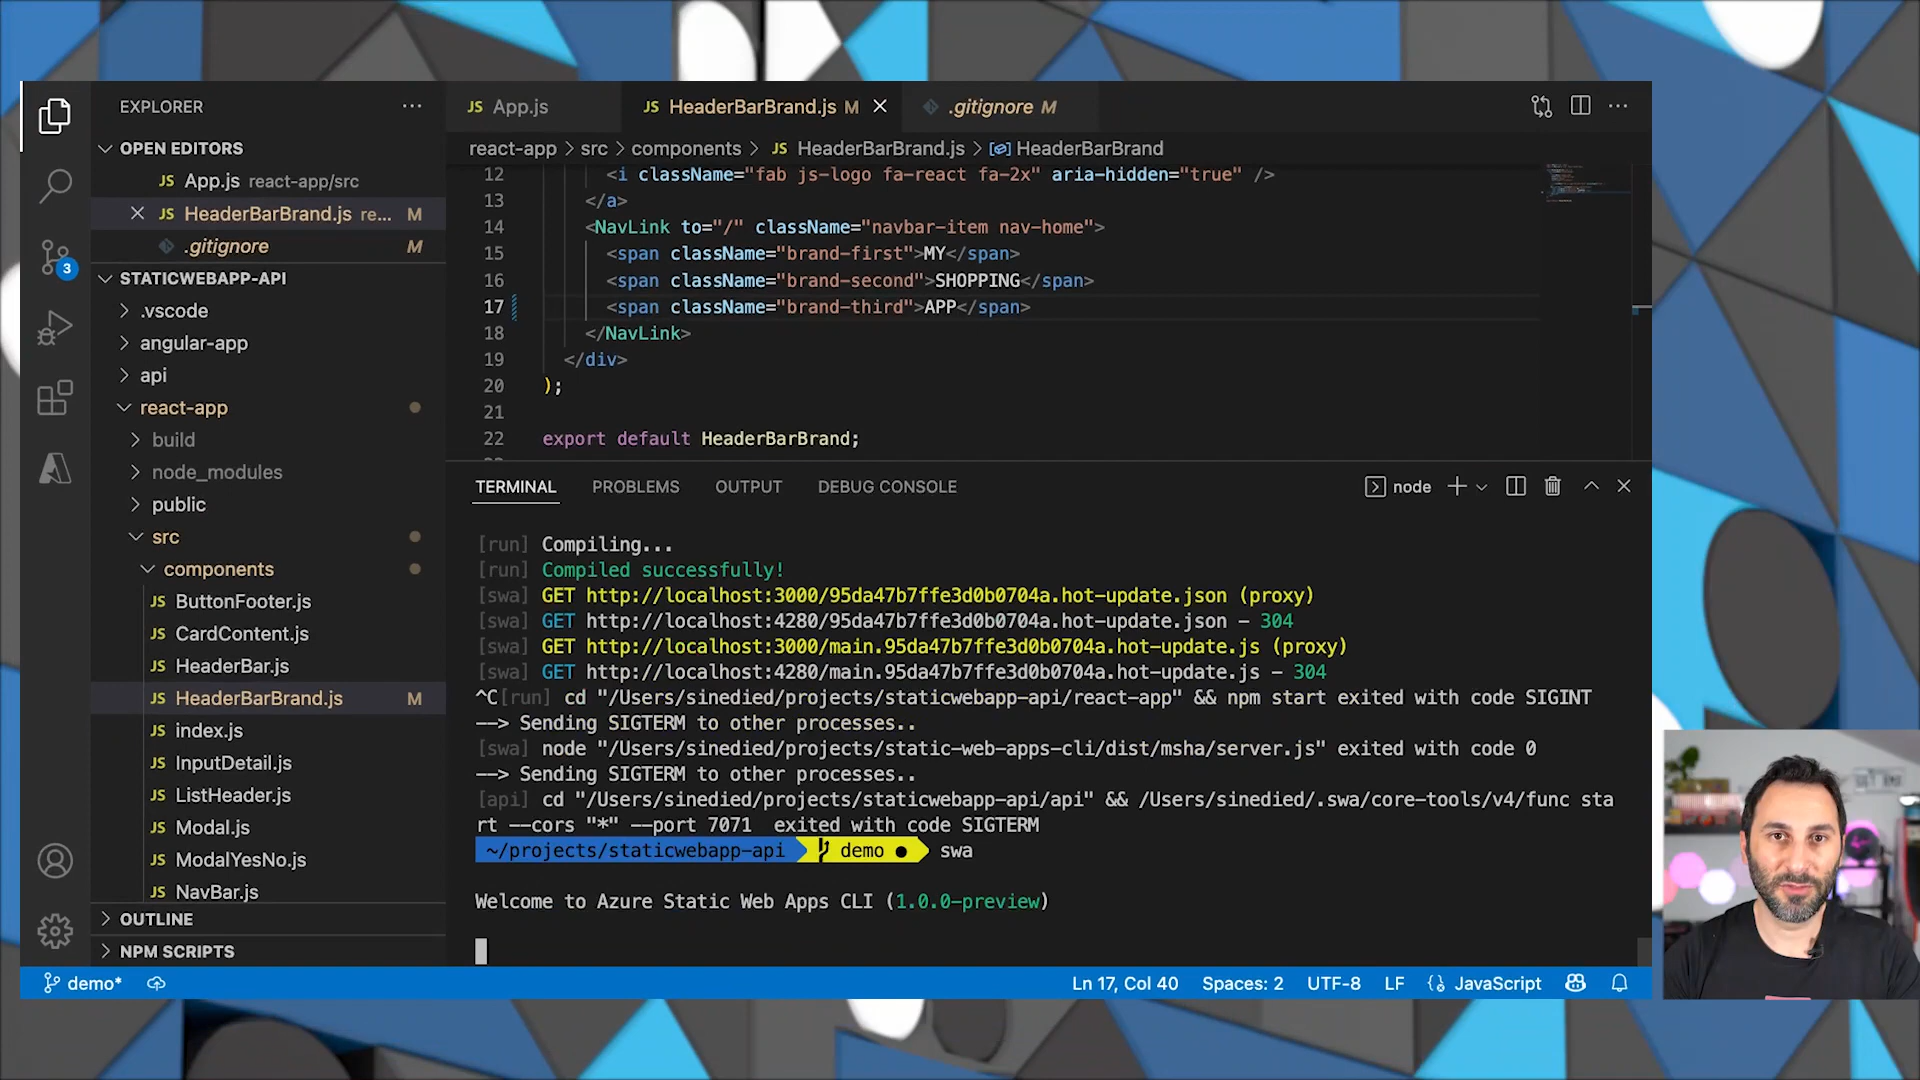 EXPLORER
OPEN EDITORS
App.js react-app/src
HeaderBarBrand.js re... M
.gitignore M
STATICWEBAPP-API
.vscode
angular-app
api
react-app
build
node_modules
public
src
components
ButtonFooter.js
CardContent.js
HeaderBar.js
HeaderBarBrand.js M
index.js
InputDetail.js
ListHeader.js
Modal.js
ModalYesNo.js
NavBar.js
OUTLINE
NPM SCRIPTS
3
JS App.js
JS HeaderBarBrand.js M
.gitignore M
react-app > src > components > JS HeaderBarBrand.js > HeaderBarBrand
12 <i className="fab js-logo fa-react fa-2x" aria-hidden="true" />
13 </a>
14 <NavLink to="/" className="navbar-item nav-home">
15 <span className="brand-first">MY</span>
16 <span className="brand-second">SHOPPING</span>
17 <span className="brand-third">APP</span>
18 </NavLink>
19 </div>
20 );
21
22 export default HeaderBarBrand;
TERMINAL PROBLEMS OUTPUT DEBUG CONSOLE
node
[run] Compiling...
[run] Compiled successfully!
[swa] GET http://localhost:3000/95da47b7ffe3d0b0704a.hot-update.json (proxy)
[swa] GET http://localhost:4280/95da47b7ffe3d0b0704a.hot-update.json - 304
[swa] GET http://localhost:3000/main.95da47b7ffe3d0b0704a.hot-update.js (proxy)
[swa] GET http://localhost:4280/main.95da47b7ffe3d0b0704a.hot-update.js - 304
^C[run] cd "/Users/sinedied/projects/staticwebapp-api/react-app" && npm start exited with code SIGINT
--> Sending SIGTERM to other processes..
[swa] node "/Users/sinedied/projects/static-web-apps-cli/dist/msha/server.js" exited with code 0
--> Sending SIGTERM to other processes..
[api] cd "/Users/sinedied/projects/staticwebapp-api/api" && /Users/sinedied/.swa/core-tools/v4/func sta
rt --cors "*" --port 7071 exited with code SIGTERM
~/projects/staticwebapp-api demo ● swa
Welcome to Azure Static Web Apps CLI (1.0.0-preview)
demo*
Ln 17, Col 40 Spaces: 2 UTF-8 LF JavaScript